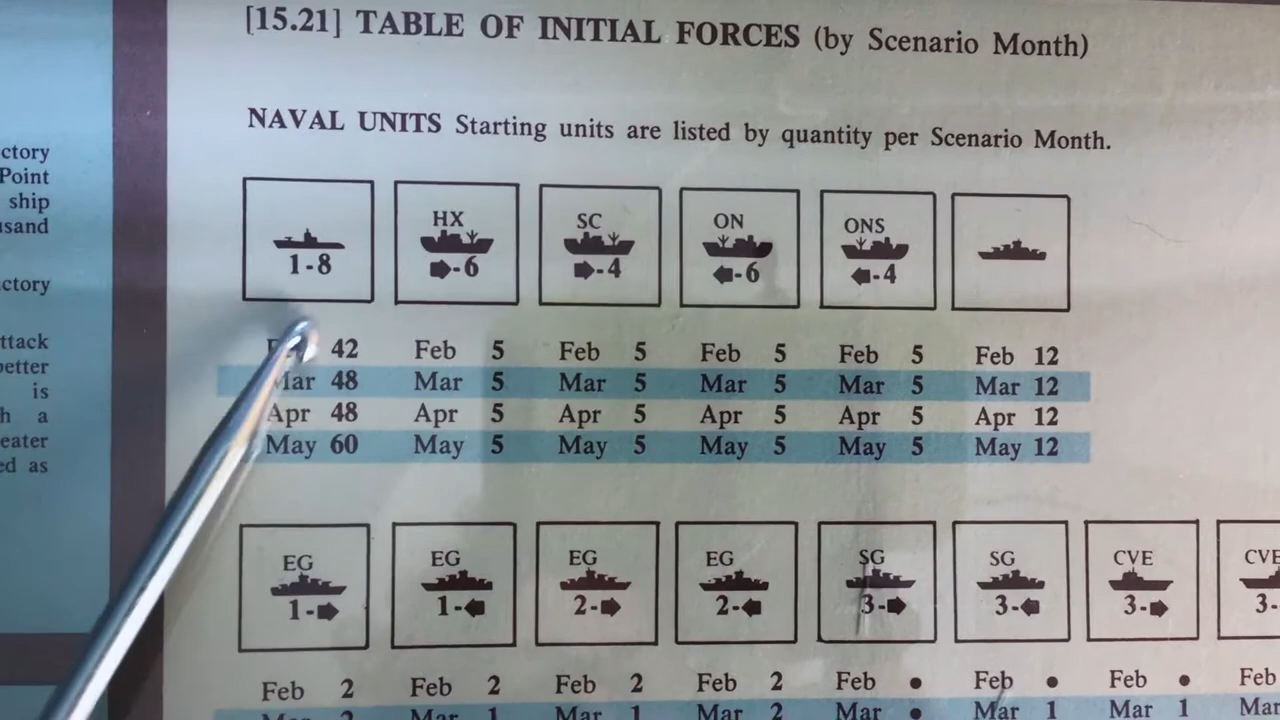 [15.21] TABLE OF INITIAL FORCES (by Scenario Month)
NAVAL UNITS Starting units are listed by quantity per Scenario Month.
ctory
Point
ship
usand
ctory
ttack
better
is
h a
eater
ed as
HX SC ON ONS
1-8 -6 -4 -6 -4
42 Feb 5 Feb 5 Feb 5 Feb 5 Feb 12
Mar 48 Mar 5 Mar 5 Mar 5 Mar 5 Mar 12
Apr 48 Apr 5 Apr 5 Apr 5 Apr 5 Apr 12
May 60 May 5 May 5 May 5 May 5 May 12
EG EG EG EG SG SG CVE CVE
1- 1- 2- 2- 3- 3- 3- 3-
Feb 2 Feb 2 Feb 2 Feb 2 Feb • Feb • Feb • Feb
Mar 2 Mar 1 Mar 1 Mar 2 Mar • Mar 1 Mar 1 Mar